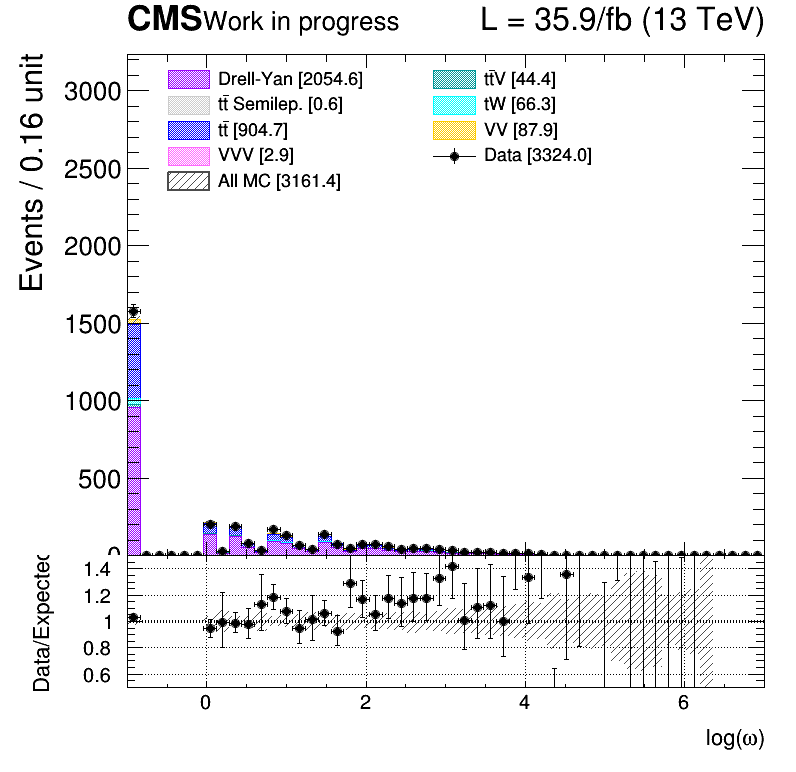 CMS Work in progress L = 35.9/fb (13 TeV)
Events / 0.16 unit
3000
2500
2000
1500
1000
500
0
Drell-Yan [2054.6]
tt̄ Semilep. [0.6]
tt̄ [904.7]
VVV [2.9]
All MC [3161.4]
tt̄V [44.4]
tW [66.3]
VV [87.9]
Data [3324.0]
Data/Expected
1.4
1.2
1
0.8
0.6
0 2 4 6
log(ω)